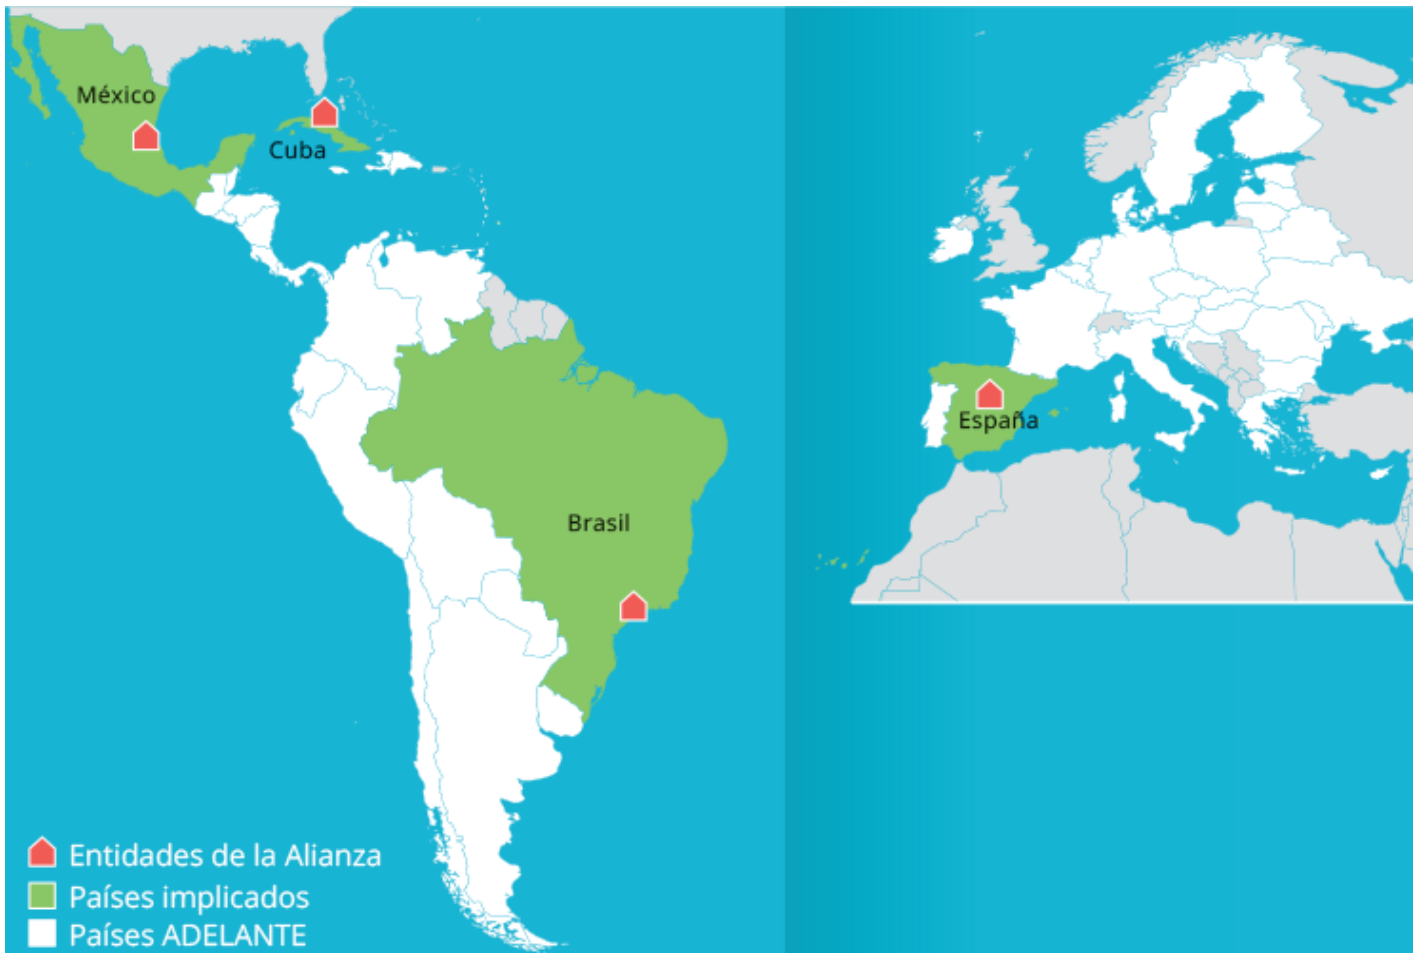 México
Cuba
España
Brasil
Entidades de la Alianza
Países implicados
Países ADELANTE